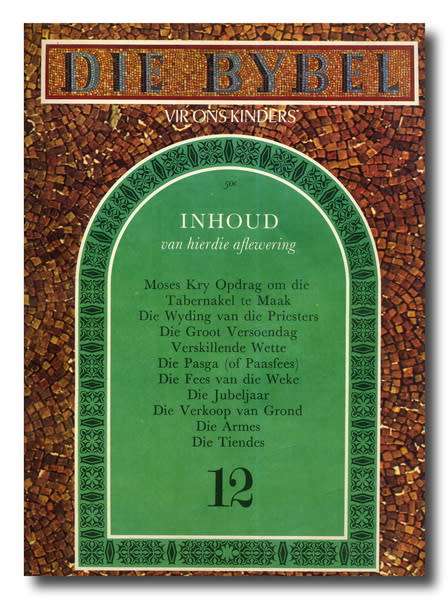 DIE BYBEL
VIR ONS KINDERS
50c
INHOUD
van hierdie aflewering
Moses Kry Opdrag om die
Tabernakel te Maak
Die Wyding van die Priesters
Die Groot Versoendag
Verskillende Wette
Die Pasga (of Paasfees)
Die Fees van die Weke
Die Jubeljaar
Die Verkoop van Grond
Die Armes
Die Tiendes
12